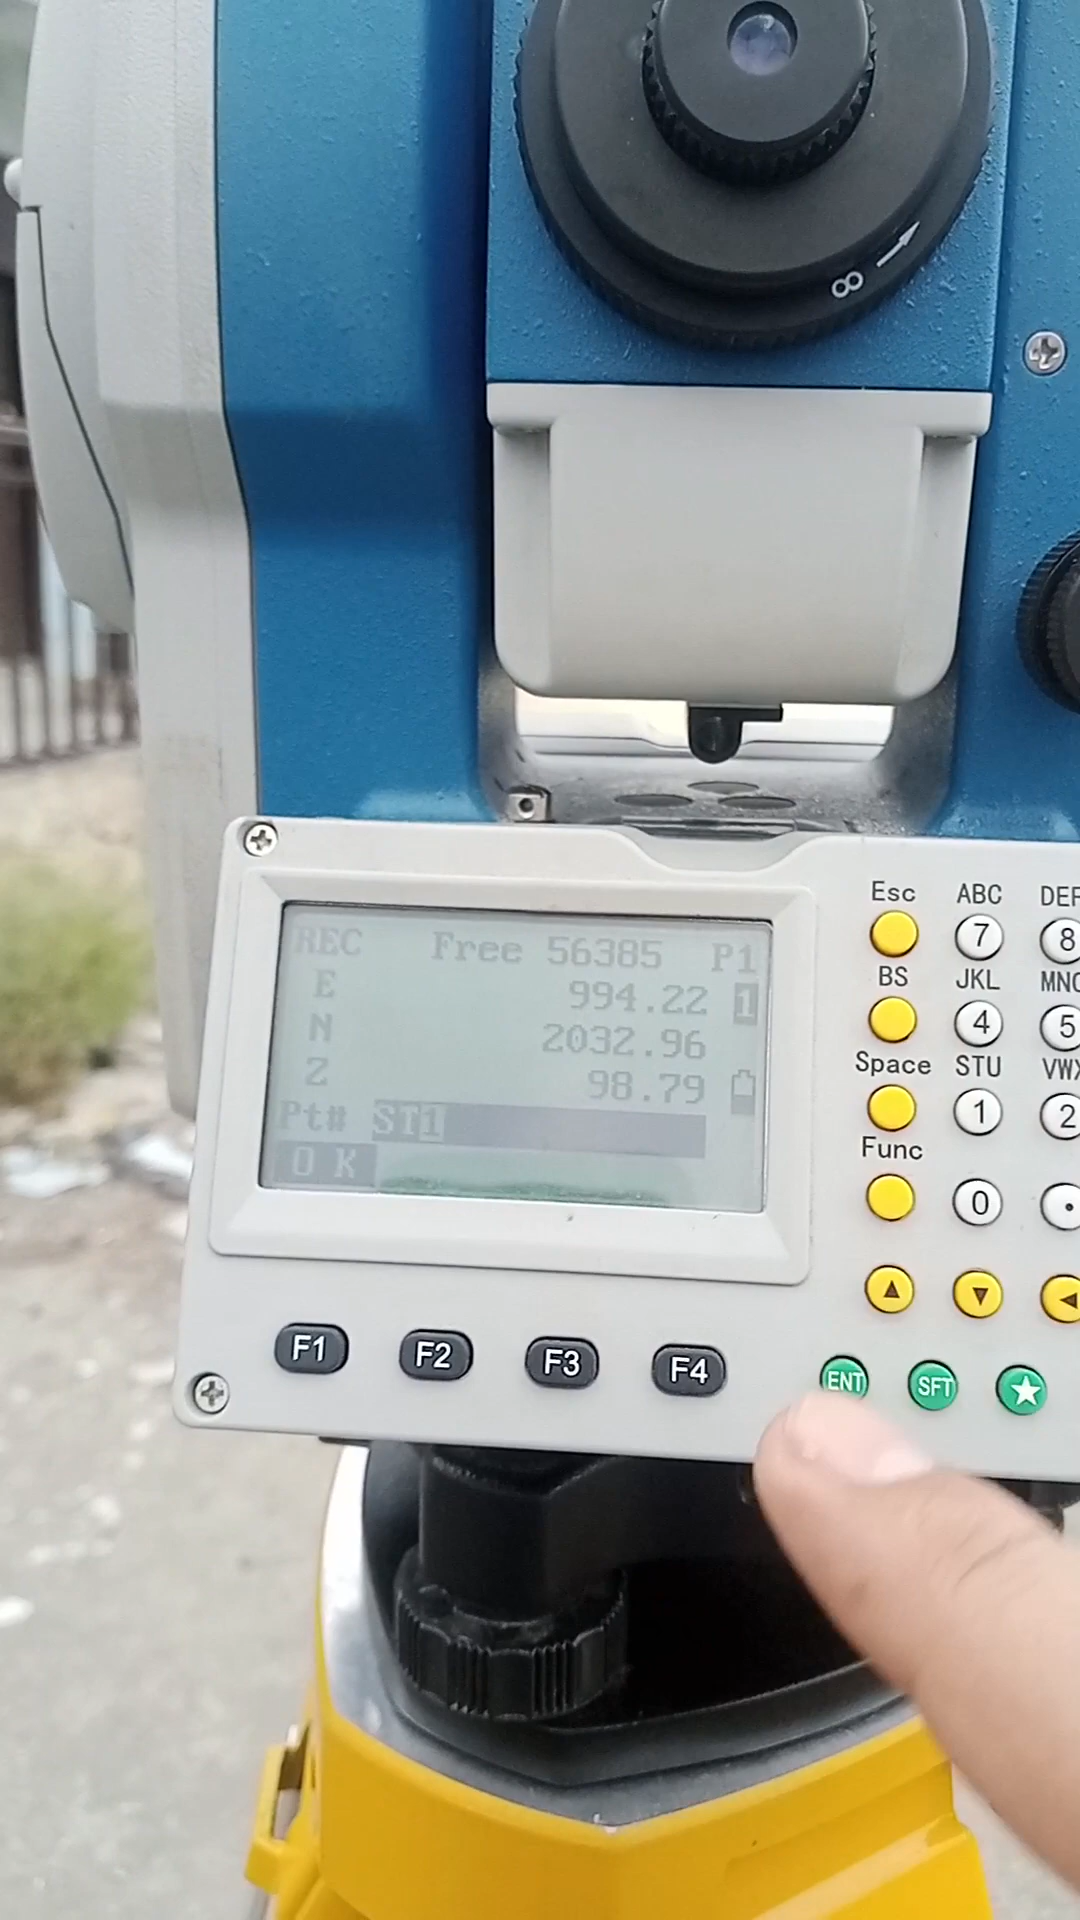 ∞
REC Free 56385 P1
E 994.22 1
N 2032.96
Z 98.79
Pt# ST1
O K
Esc ABC DEF
7 8
BS JKL MNO
4 5
Space STU VWX
1 2
Func
0 .
F1 F2 F3 F4 ENT SFT